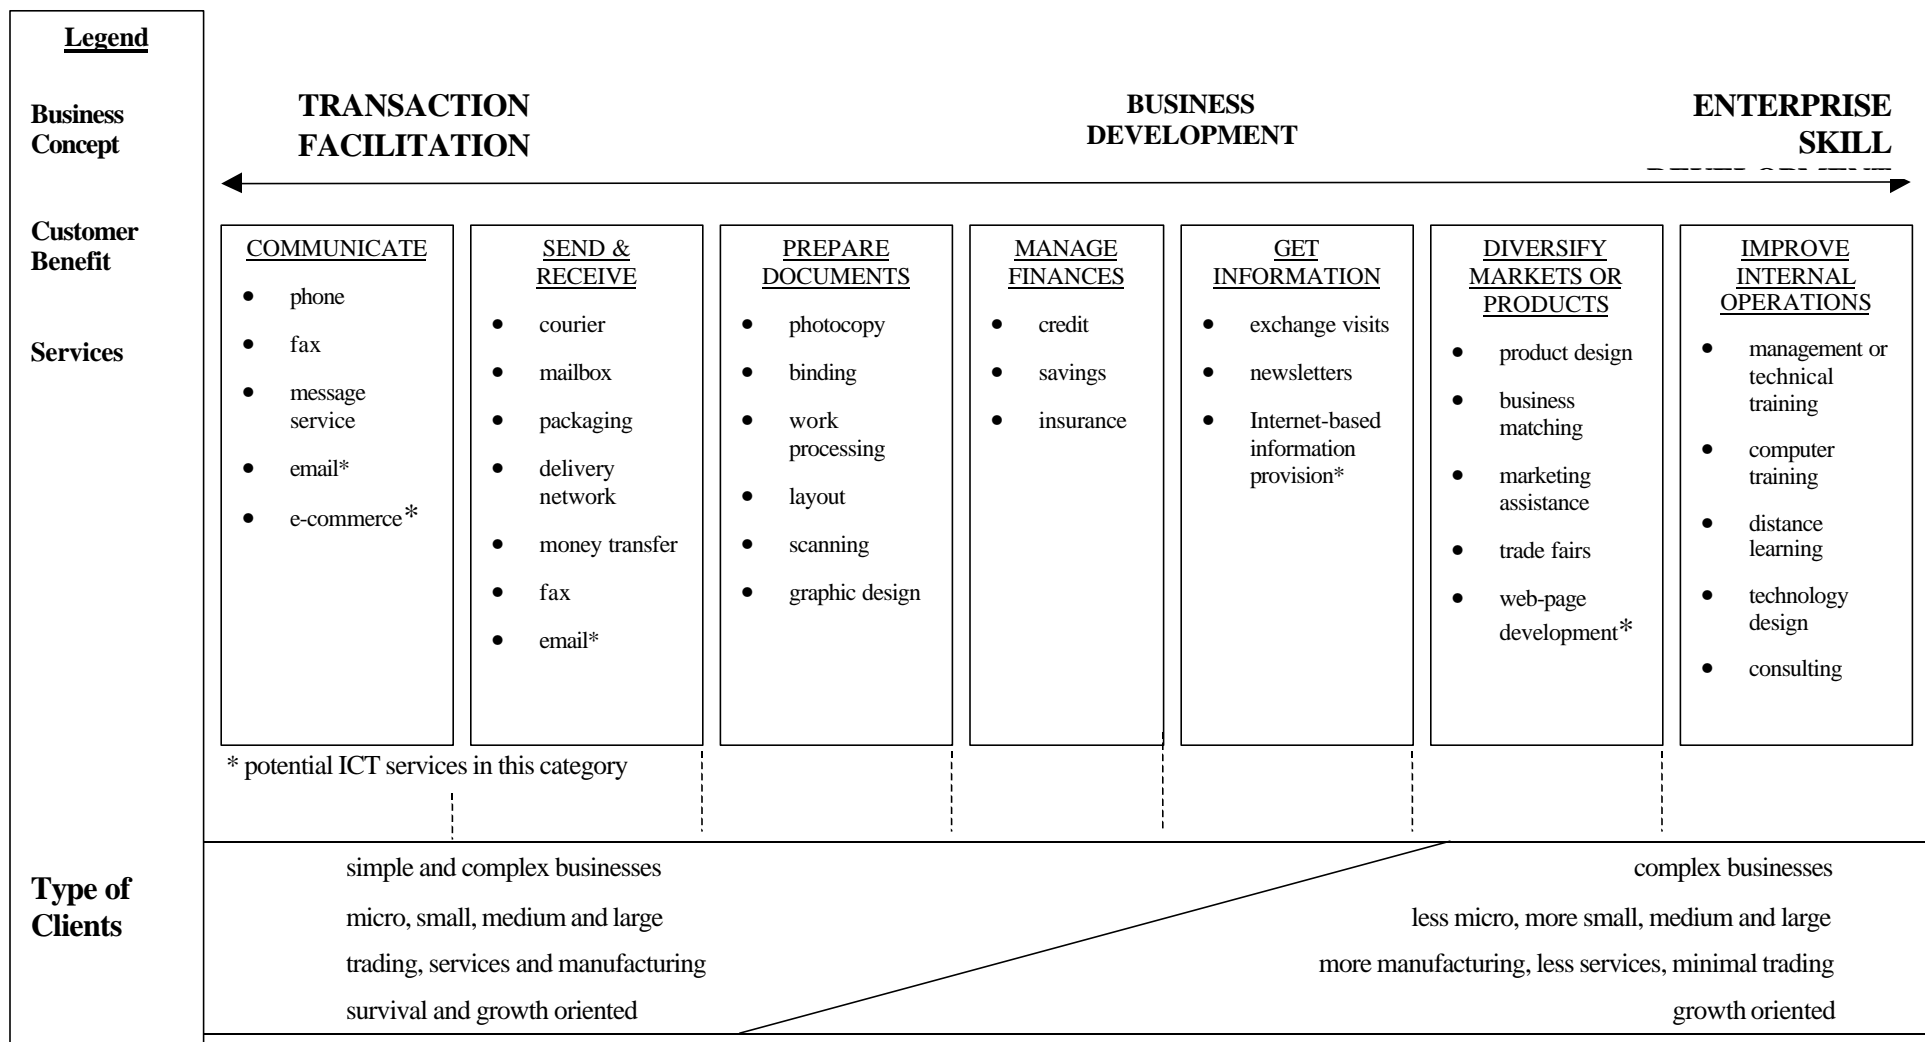 Legend
Business
Concept
TRANSACTION
FACILITATION
BUSINESS
DEVELOPMENT
ENTERPRISE
SKILL
DEVELOPMENT
Customer
Benefit
Services
COMMUNICATE
• phone
• fax
• message
service
• email*
• e-commerce*
SEND &
RECEIVE
• courier
• mailbox
• packaging
• delivery
network
• money transfer
• fax
• email*
PREPARE
DOCUMENTS
• photocopy
• binding
• work
processing
• layout
• scanning
• graphic design
MANAGE
FINANCES
• credit
• savings
• insurance
GET
INFORMATION
• exchange visits
• newsletters
• Internet-based
information
provision*
DIVERSIFY
MARKETS OR
PRODUCTS
• product design
• business
matching
• marketing
assistance
• trade fairs
• web-page
development*
IMPROVE
INTERNAL
OPERATIONS
• management or
technical
training
• computer
training
• distance
learning
• technology
design
• consulting
* potential ICT services in this category
Type of
Clients
simple and complex businesses
micro, small, medium and large
trading, services and manufacturing
survival and growth oriented
complex businesses
less micro, more small, medium and large
more manufacturing, less services, minimal trading
growth oriented